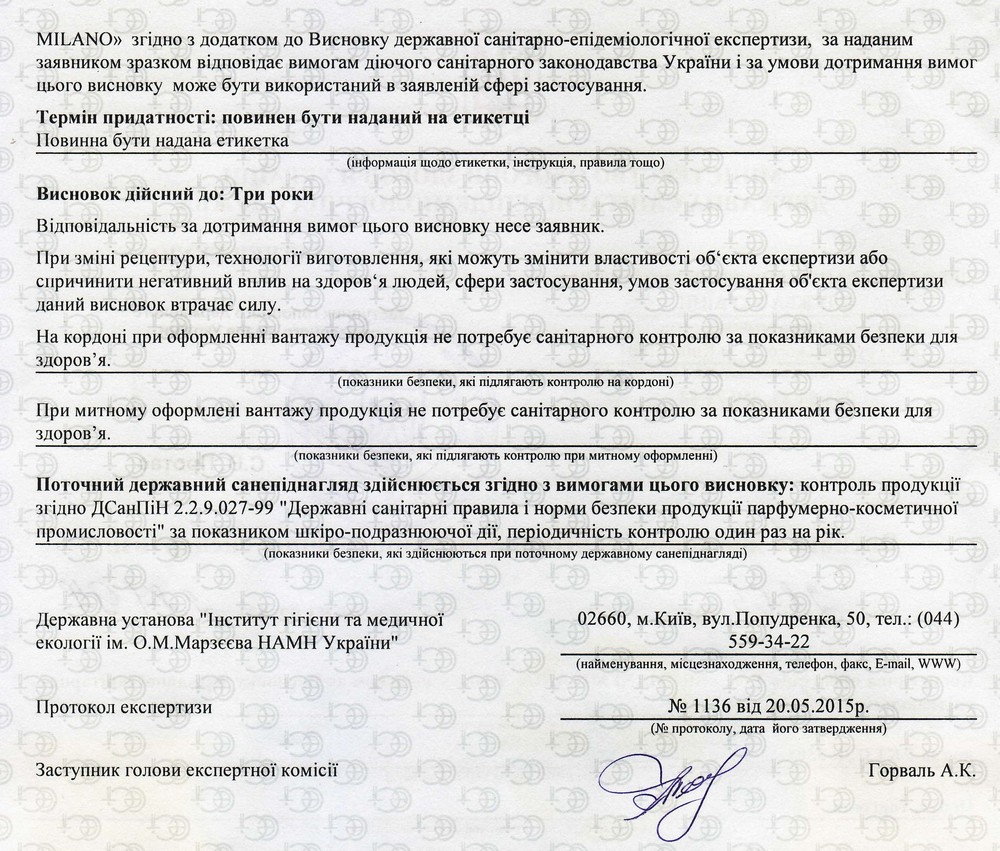 MILANO» згідно з додатком до Висновку державної санітарно-епідеміологічної експертизи, за наданим
заявником зразком відповідає вимогам діючого санітарного законодавства України і за умови дотримання вимог
цього висновку може бути використаний в заявленій сфері застосування.
Термін придатності: повинен бути наданий на етикетці
Повинна бути надана етикетка
(інформація щодо етикетки, інструкція, правила тощо)
Висновок дійсний до: Три роки
Відповідальність за дотримання вимог цього висновку несе заявник.
При зміні рецептури, технології виготовлення, які можуть змінити властивості об‘єкта експертизи або
спричинити негативний вплив на здоров‘я людей, сфери застосування, умов застосування об'єкта експертизи
даний висновок втрачає силу.
На кордоні при оформленні вантажу продукція не потребує санітарного контролю за показниками безпеки для
здоров’я.
(показники безпеки, які підлягають контролю на кордоні)
При митному оформлені вантажу продукція не потребує санітарного контролю за показниками безпеки для
здоров’я.
(показники безпеки, які підлягають контролю при митному оформленні)
Поточний державний санепіднагляд здійснюється згідно з вимогами цього висновку: контроль продукції
згідно ДСанПіН 2.2.9.027-99 "Державні санітарні правила і норми безпеки продукції парфумерно-косметичної
промисловості" за показником шкіро-подразнюючої дії, періодичність контролю один раз на рік.
(показники безпеки, які здійснюються при поточному державному санепіднагляді)
Державна установа "Інститут гігієни та медичної
екології ім. О.М.Марзєєва НАМН України"
02660, м.Київ, вул.Попудренка, 50, тел.: (044)
559-34-22
(найменування, місцезнаходження, телефон, факс, E-mail, WWW)
Протокол експертизи
№ 1136 від 20.05.2015р.
(№ протоколу, дата його затвердження)
Заступник голови експертної комісії
Горваль А.К.